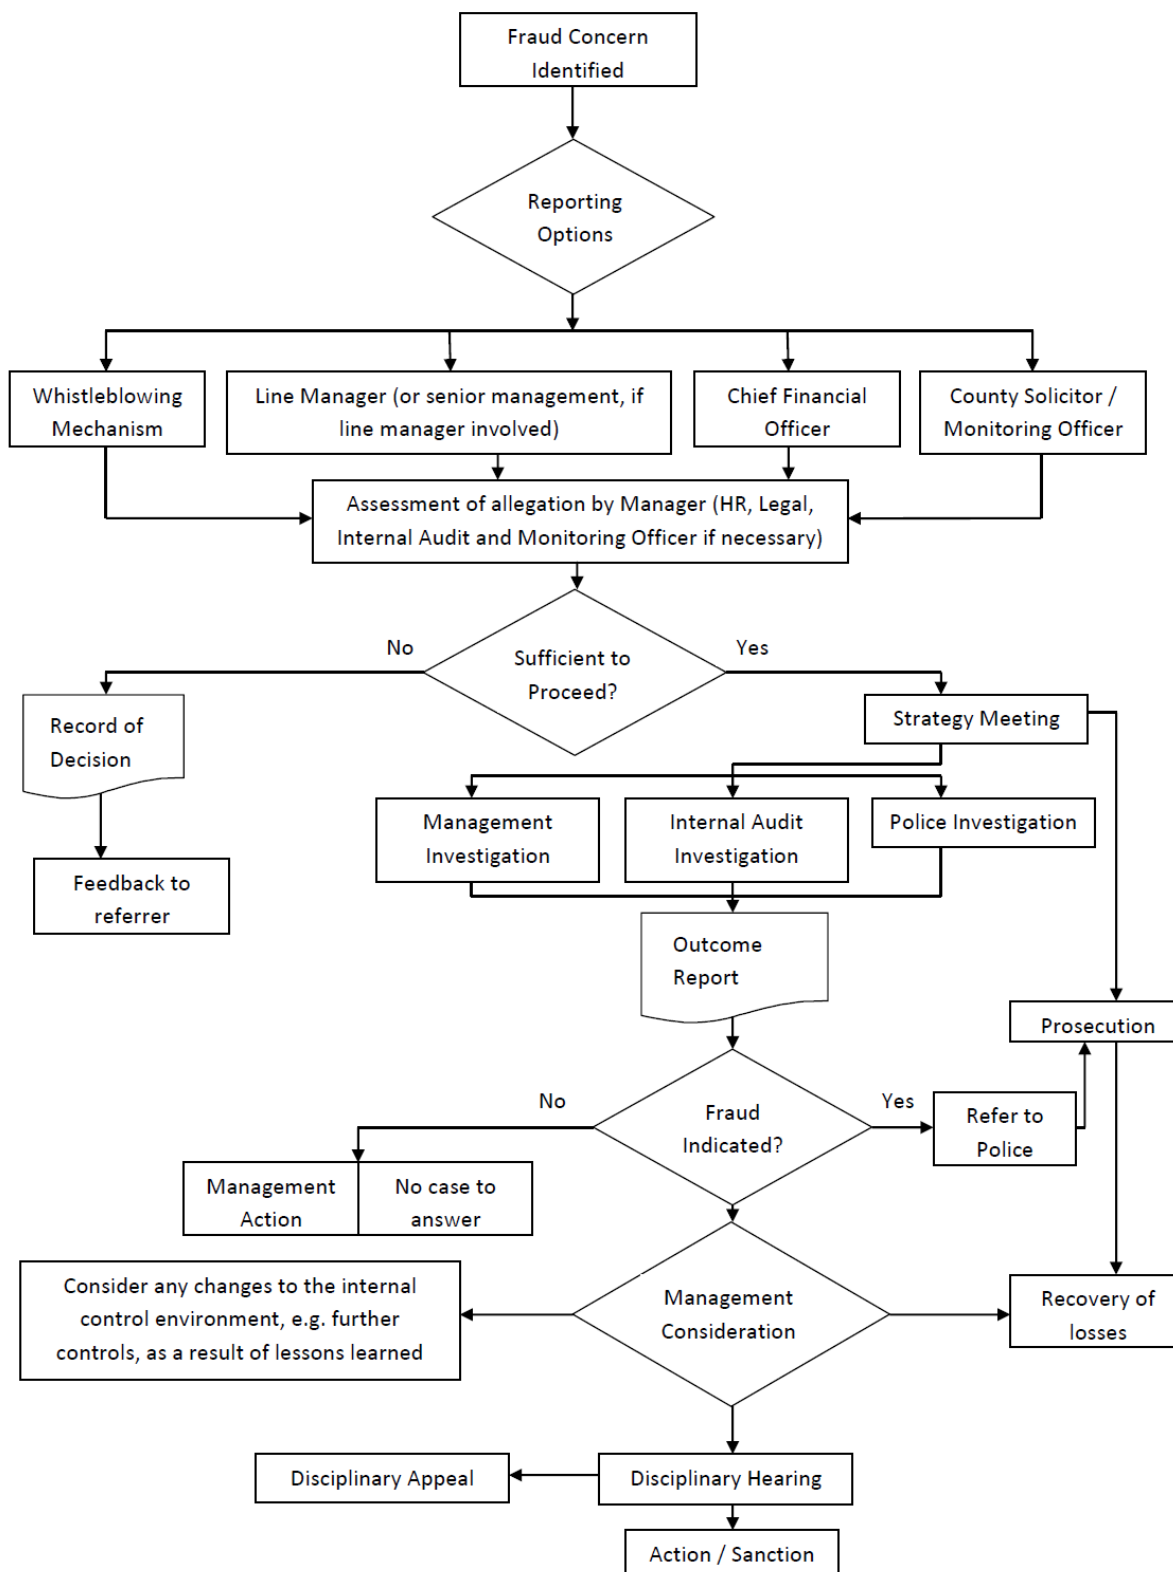 Fraud Concern
Identified
Reporting
Options
Whistleblowing
Mechanism
Line Manager (or senior management, if
line manager involved)
Chief Financial
Officer
County Solicitor /
Monitoring Officer
Assessment of allegation by Manager (HR, Legal,
Internal Audit and Monitoring Officer if necessary)
No
Sufficient to
Proceed?
Yes
Record of
Decision
Strategy Meeting
Feedback to
referrer
Management
Investigation
Internal Audit
Investigation
Police Investigation
Outcome
Report
Prosecution
No
Fraud
Indicated?
Yes
Refer to
Police
Management
Action
No case to
answer
Consider any changes to the internal
control environment, e.g. further
controls, as a result of lessons learned
Management
Consideration
Recovery of
losses
Disciplinary Appeal
Disciplinary Hearing
Action / Sanction